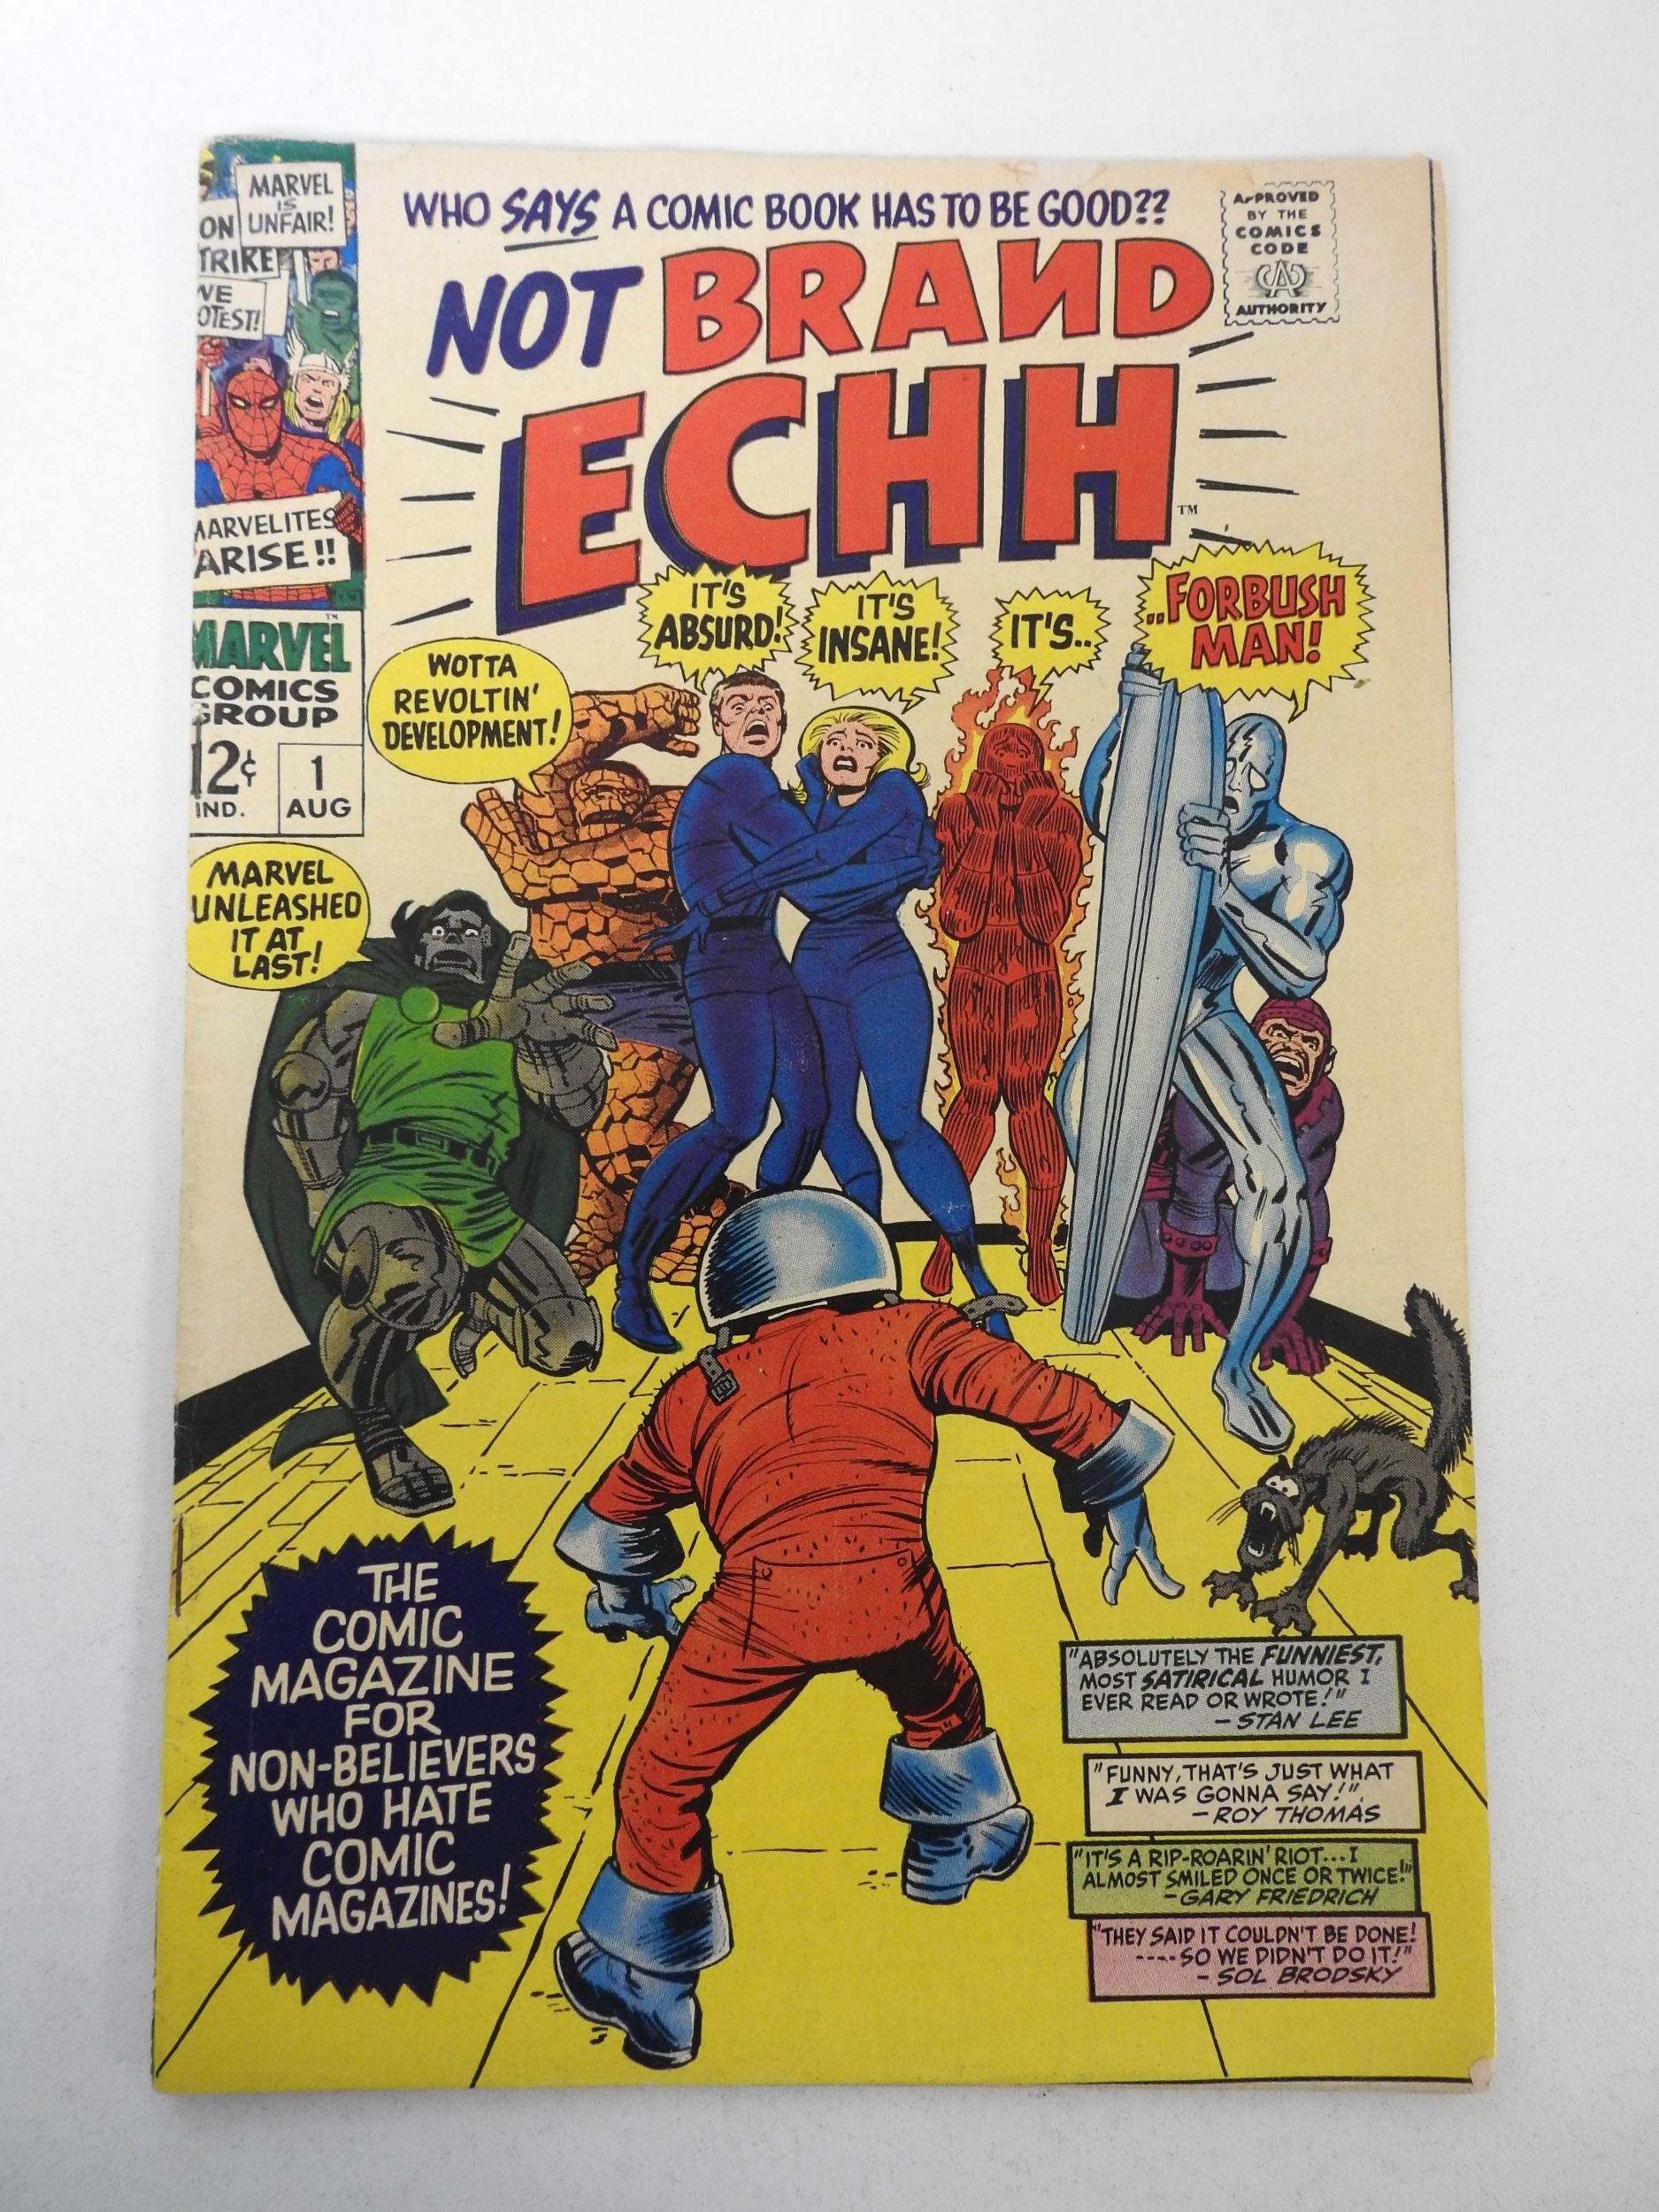 MARVEL
IS
UNFAIR!
ON
TRIKE
WE
OTEST!
MARVELITES
ARISE!!
MARVEL™
COMICS
GROUP
12¢
IND.
1
AUG
WHO SAYS A COMIC BOOK HAS TO BE GOOD??
APPROVED
BY THE
COMICS
CODE
CA
AUTHORITY
NOT BRAND
ECHH™
WOTTA
REVOLTIN'
DEVELOPMENT!
IT'S
ABSURD!
IT'S
INSANE!
IT'S..
..FORBUSH
MAN!
MARVEL
UNLEASHED
IT AT
LAST!
THE
COMIC
MAGAZINE
FOR
NON-BELIEVERS
WHO HATE
COMIC
MAGAZINES!
"ABSOLUTELY THE FUNNIEST,
MOST SATIRICAL HUMOR I
EVER READ OR WROTE!"
— STAN LEE
"FUNNY, THAT'S JUST WHAT
I WAS GONNA SAY!".
— ROY THOMAS
"IT'S A RIP-ROARIN' RIOT...I
ALMOST SMILED ONCE OR TWICE!"
-GARY FRIEDRICH
"THEY SAID IT COULDN'T BE DONE!
----SO WE DIDN'T DO IT!"
- SOL BRODSKY